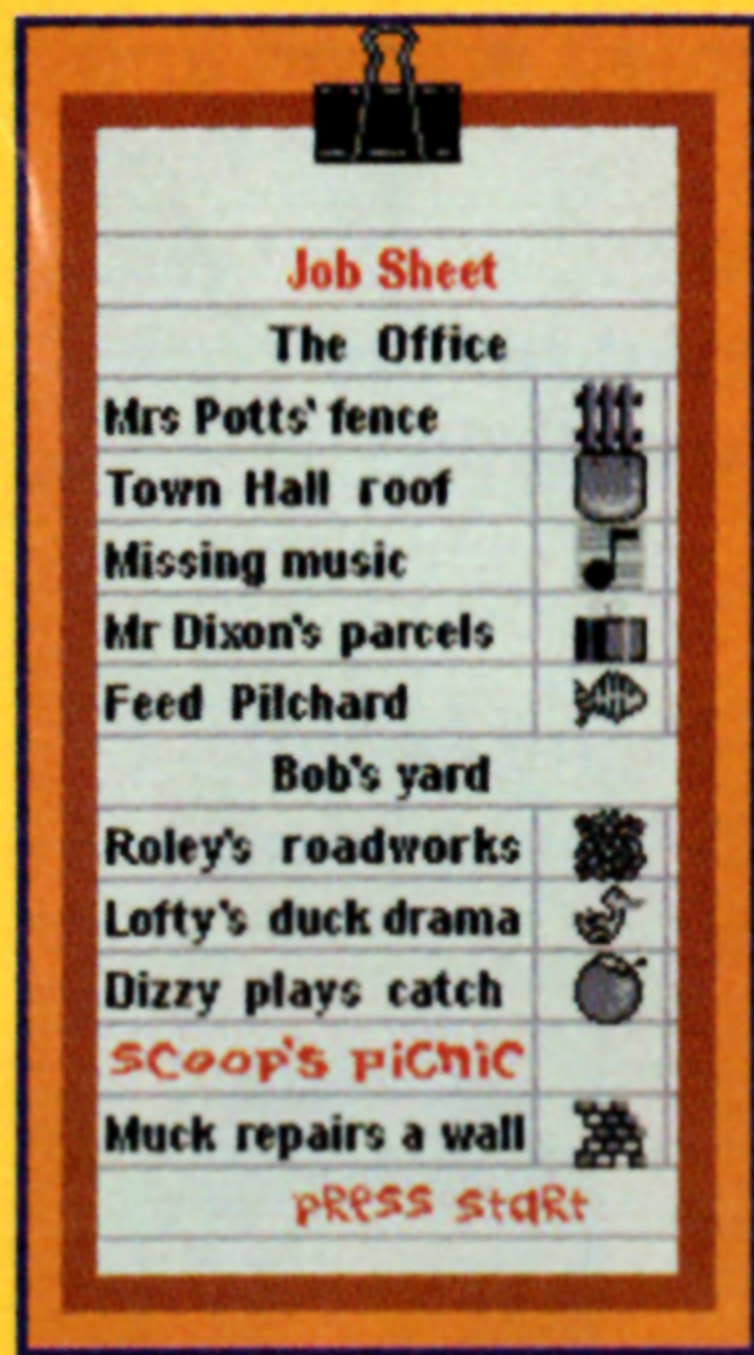 Job Sheet
The Office
Mrs Potts' fence
Town Hall roof
Missing music
Mr Dixon's parcels
Feed Pilchard
Bob's yard
Roley's roadworks
Lofty's duck drama
Dizzy plays catch
Scoop's picnic
Muck repairs a wall
press start